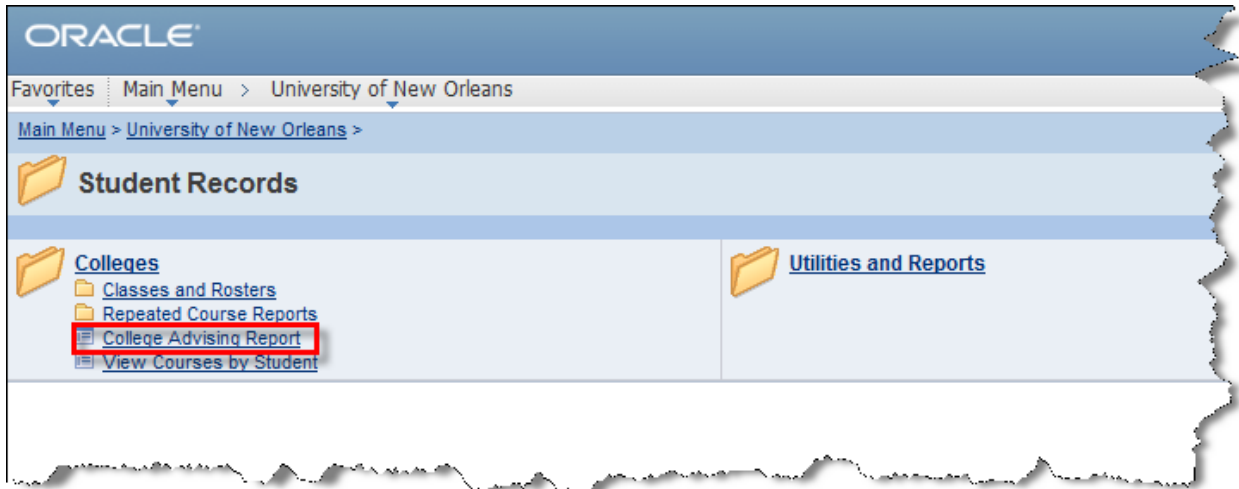 ORACLE
Favorites Main Menu > University of New Orleans
Main Menu > University of New Orleans >
Student Records
Colleges
Classes and Rosters
Repeated Course Reports
College Advising Report
View Courses by Student
Utilities and Reports